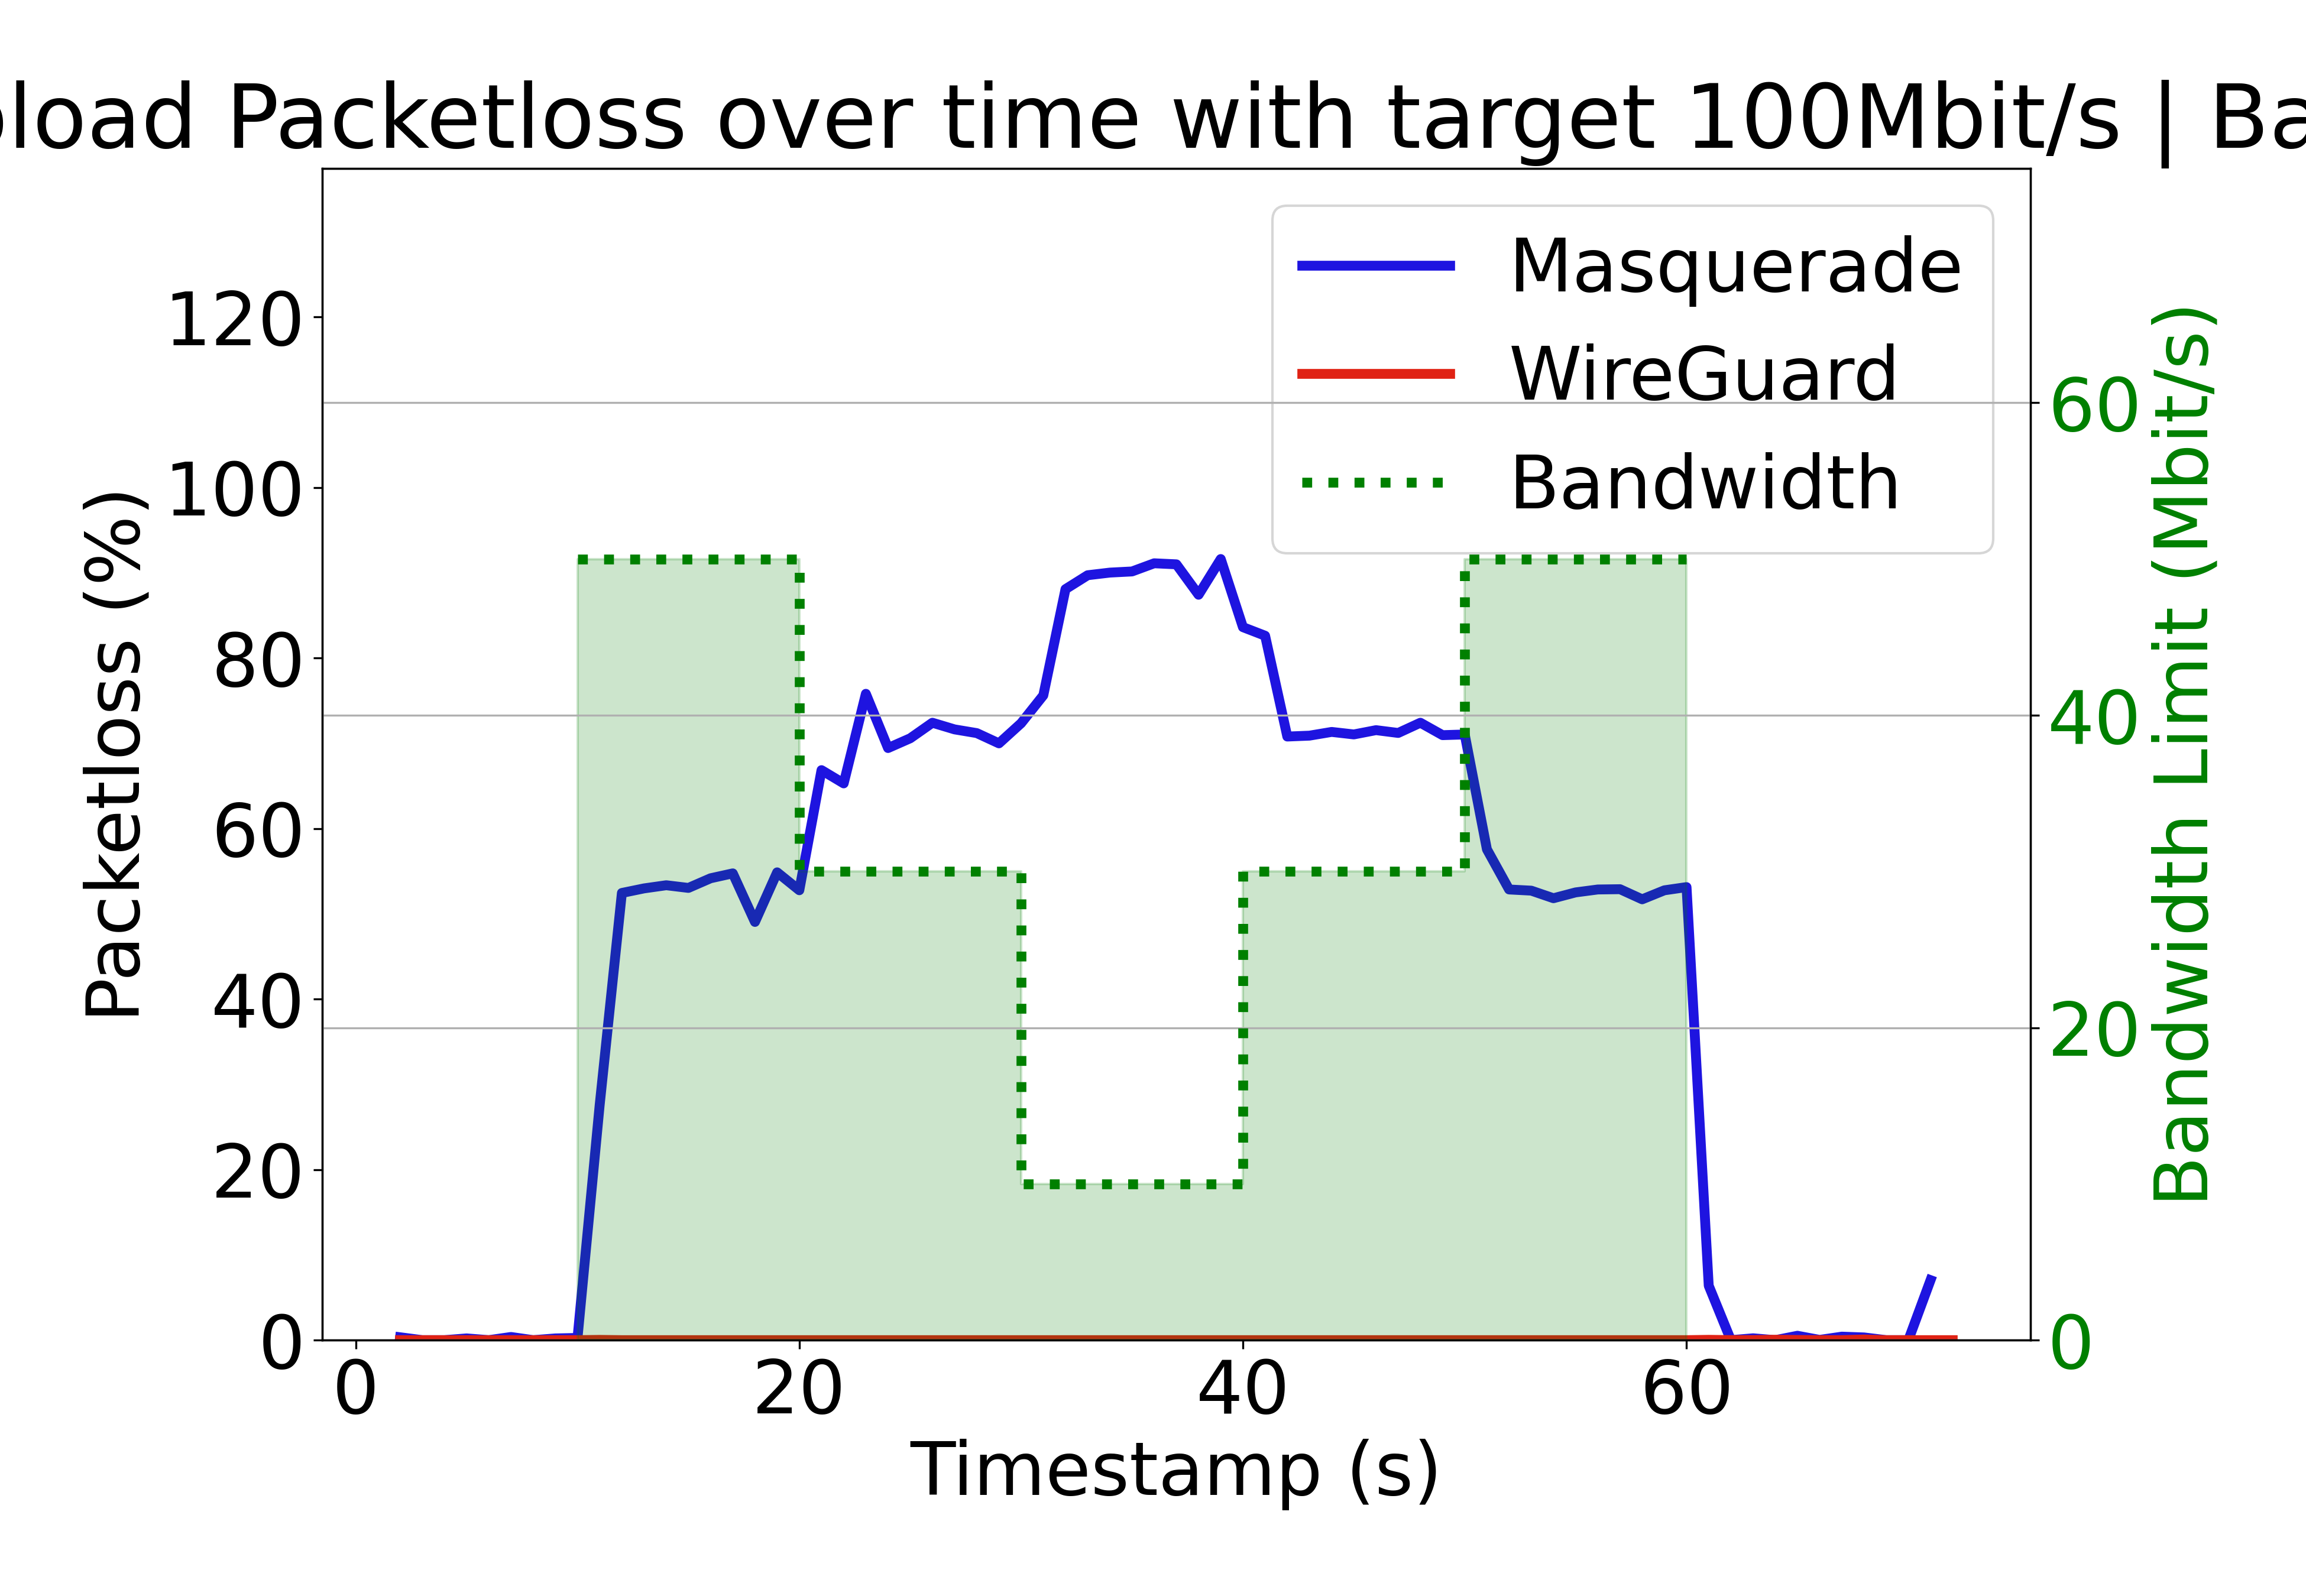 load Packetloss over time with target 100Mbit/s | Ba
Masquerade
WireGuard
Bandwidth
Packetloss (%)
120
100
80
60
40
20
0
0
20
40
60
Timestamp (s)
60
40
20
0
Bandwidth Limit (Mbit/s)